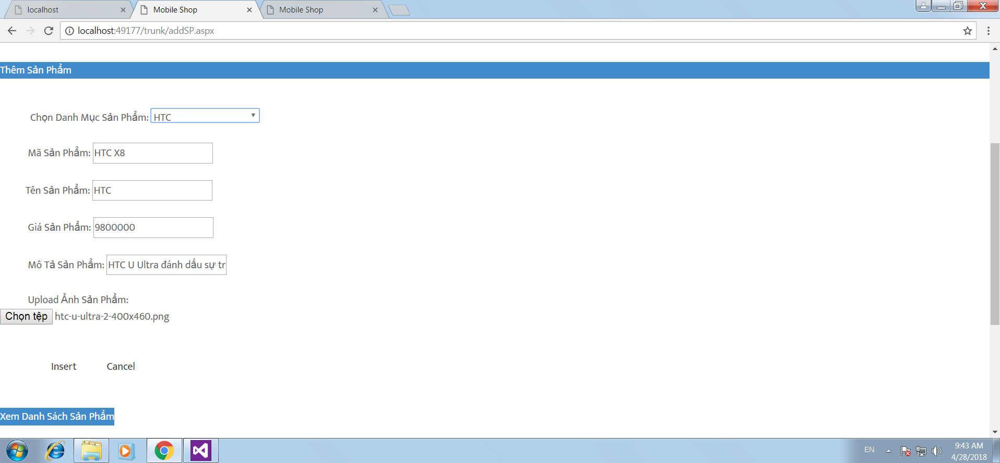 localhost
Mobile Shop
Mobile Shop
localhost:49177/trunk/addSP.aspx
Thêm Sản Phẩm
Chọn Danh Mục Sản Phẩm: HTC
Mã Sản Phẩm: HTC X8
Tên Sản Phẩm: HTC
Giá Sản Phẩm: 9800000
Mô Tả Sản Phẩm: HTC U Ultra đánh dấu sự tr
Upload Ảnh Sản Phẩm:
Chọn tệp htc-u-ultra-2-400x460.png
Insert Cancel
Xem Danh Sách Sản Phẩm
EN
9:43 AM
4/28/2018